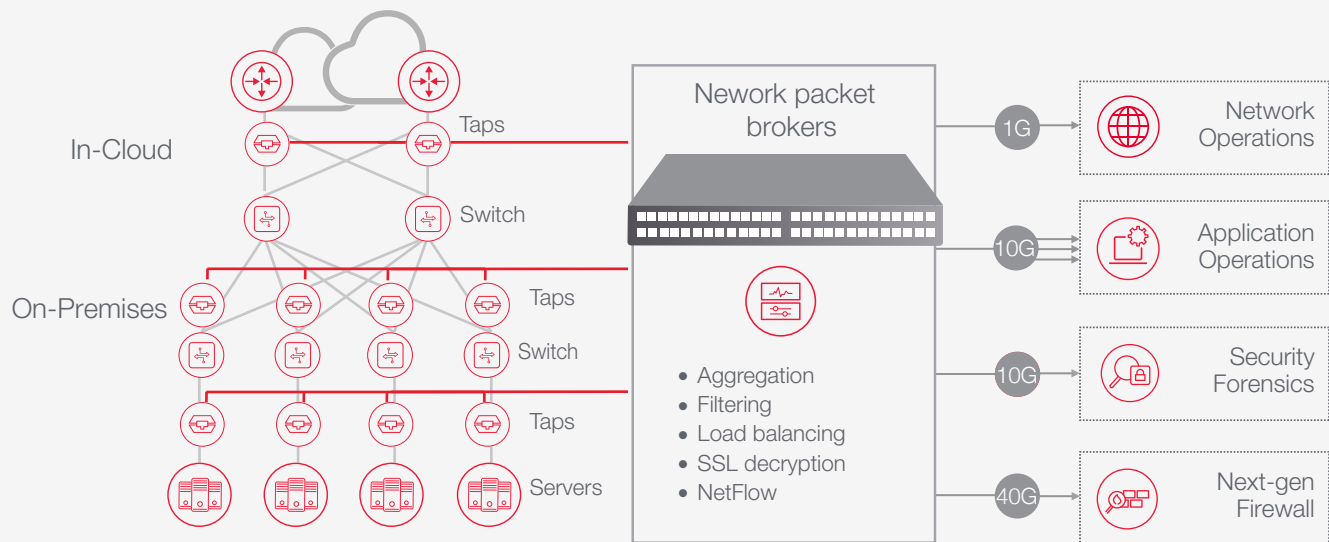 In-Cloud
Taps
Switch
On-Premises
Taps
Switch
Taps
Servers
Nework packet
brokers
• Aggregation
• Filtering
• Load balancing
• SSL decryption
• NetFlow
1G
Network
Operations
10G
Application
Operations
10G
Security
Forensics
40G
Next-gen
Firewall